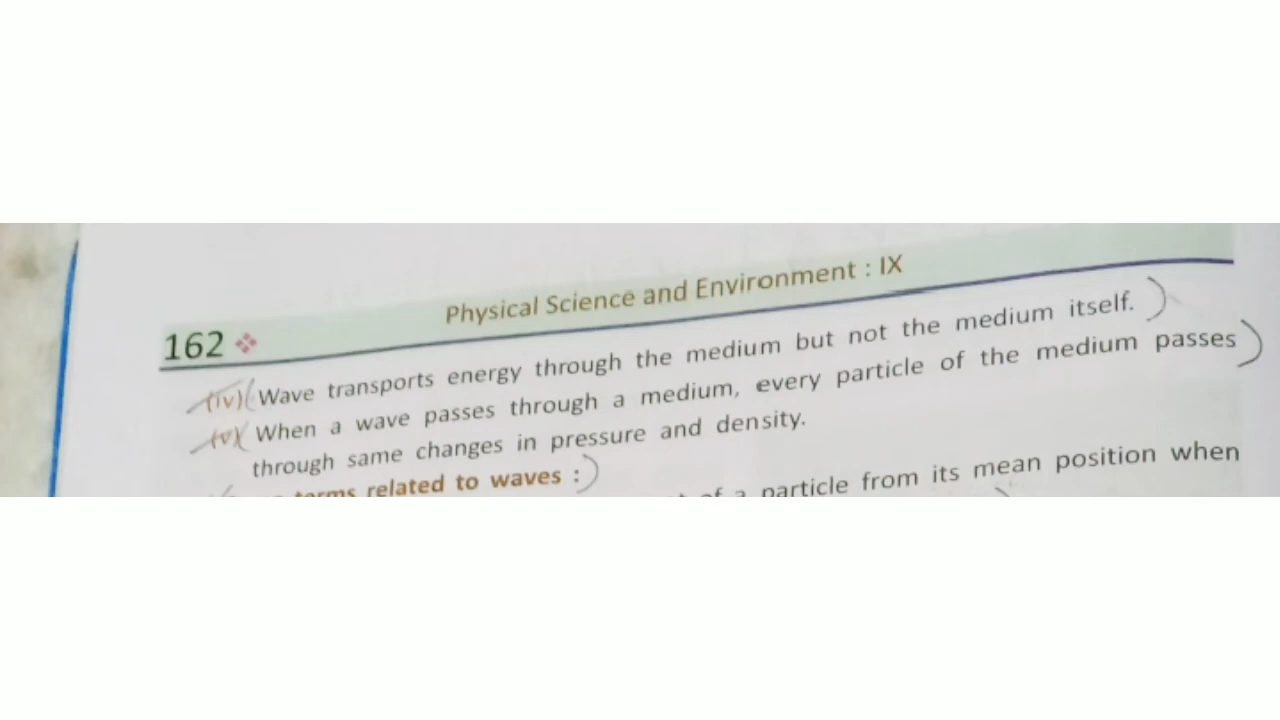 Physical Science and Environment : IX
162
(iv) Wave transports energy through the medium but not the medium itself.
(v) When a wave passes through a medium, every particle of the medium passes
through same changes in pressure and density.
terms related to waves :
of a particle from its mean position when